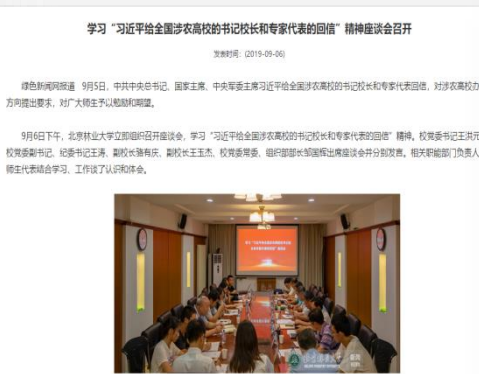 学习“习近平给全国涉农高校的书记校长和专家代表的回信”精神座谈会召开
发布时间：(2019-09-06)
绿色新闻网报道 9月5日，中共中央总书记、国家主席、中央军委主席习近平给全国涉农高校的书记校长和专家代表回信，对涉农高校办
方向提出要求，对广大师生予以勉励和期望。
9月6日下午，北京林业大学立即组织召开座谈会，学习“习近平给全国涉农高校的书记校长和专家代表的回信”精神。校党委书记王洪元
校党委副书记、纪委书记王涛，副校长骆有庆、副校长王玉杰，校党委常委、组织部部长邹国辉出席座谈会并分别发言。相关职能部门负责人
师生代表结合学习、工作谈了认识和体会。